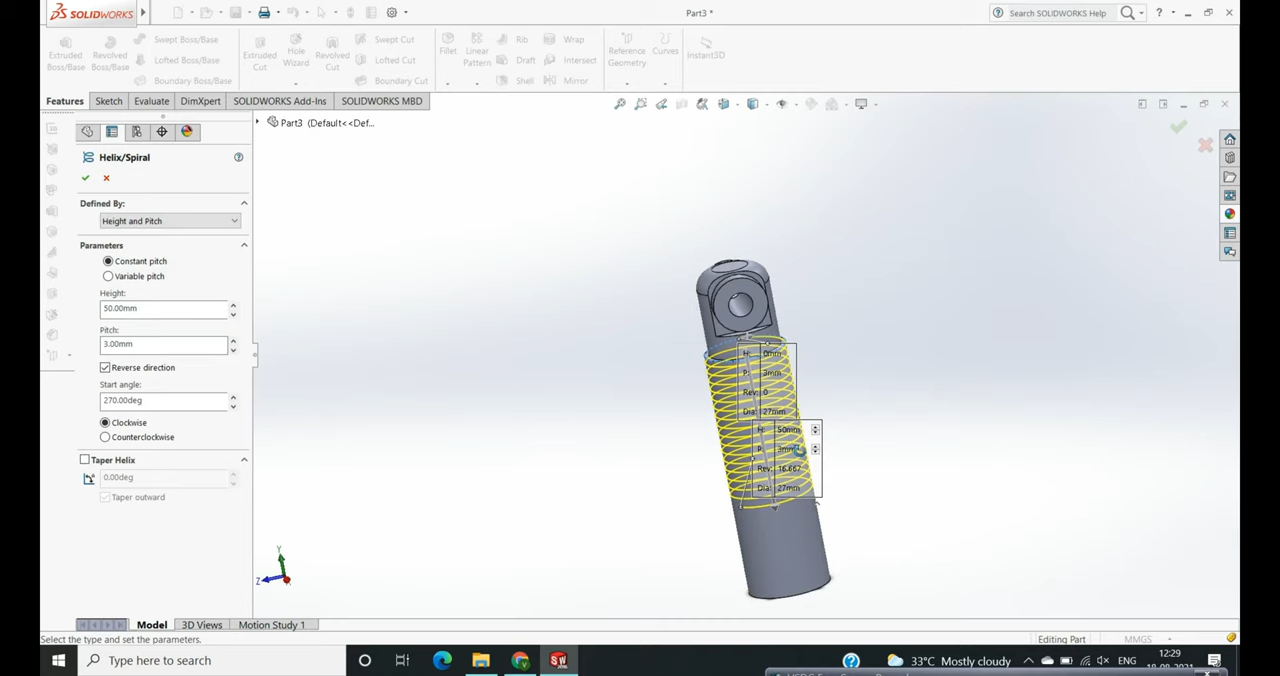 SOLIDWORKS
Part3 *
Search SOLIDWORKS Help
Extruded Boss/Base
Revolved Boss/Base
Swept Boss/Base
Lofted Boss/Base
Boundary Boss/Base
Extruded Cut
Hole Wizard
Revolved Cut
Swept Cut
Lofted Cut
Boundary Cut
Fillet
Linear Pattern
Rib
Draft
Shell
Wrap
Intersect
Mirror
Reference Geometry
Curves
Instant3D
Features
Sketch
Evaluate
DimXpert
SOLIDWORKS Add-Ins
SOLIDWORKS MBD
Part3 (Default<<Def...
Helix/Spiral
Defined By:
Height and Pitch
Parameters
Constant pitch
Variable pitch
Height:
50.00mm
Pitch:
3.00mm
Reverse direction
Start angle:
270.00deg
Clockwise
Counterclockwise
Taper Helix
0.00deg
Taper outward
H: 0mm
P: 3mm
Rev: 0
Dia: 27mm
H: 50mm
P: 3mm
Rev: 16.667
Dia: 27mm
Y
Z
Model
3D Views
Motion Study 1
Select the type and set the parameters.
Editing Part
MMGS
Type here to search
33°C Mostly cloudy
ENG
12:29
18-08-2021